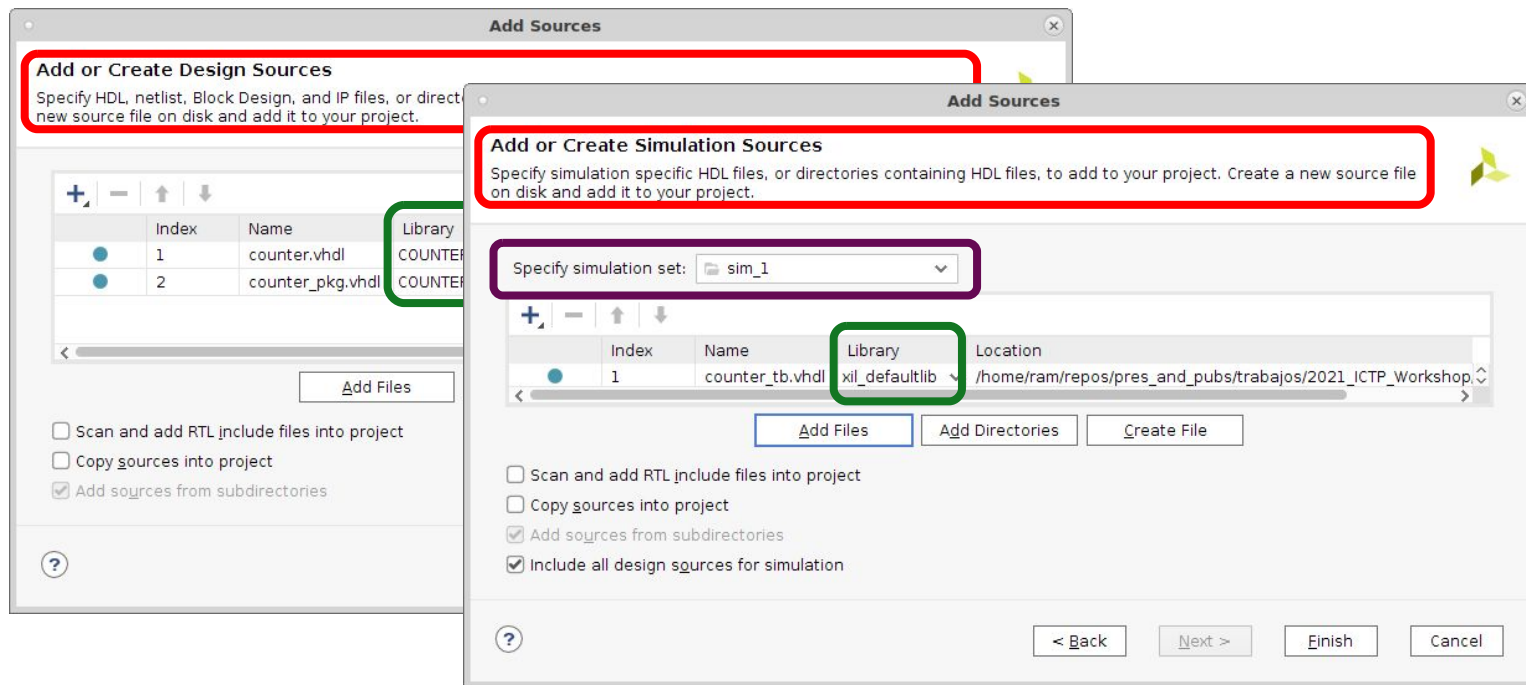 Add Sources
Add or Create Design Sources
Specify HDL, netlist, Block Design, and IP files, or
new source file on disk and add it to your project.
Index Name Library
1 counter.vhdl
2 counter_pkg.vhdl
Add Files
Scan and add RTL include files into project
Copy sources into project
Add sources from subdirectories
?
Add Sources
Add or Create Simulation Sources
Specify simulation specific HDL files, or directories containing HDL files, to add to your project. Create a new source file
on disk and add it to your project.
Specify simulation set: sim_1
Index Name Library Location
1 counter_tb.vhdl xil_defaultlib /home/ram/repos/pres_and_pubs/trabajos/2021_ICTP_Workshop/
Add Files Add Directories Create File
Scan and add RTL include files into project
Copy sources into project
Add sources from subdirectories
Include all design sources for simulation
?
< Back Next > Finish Cancel